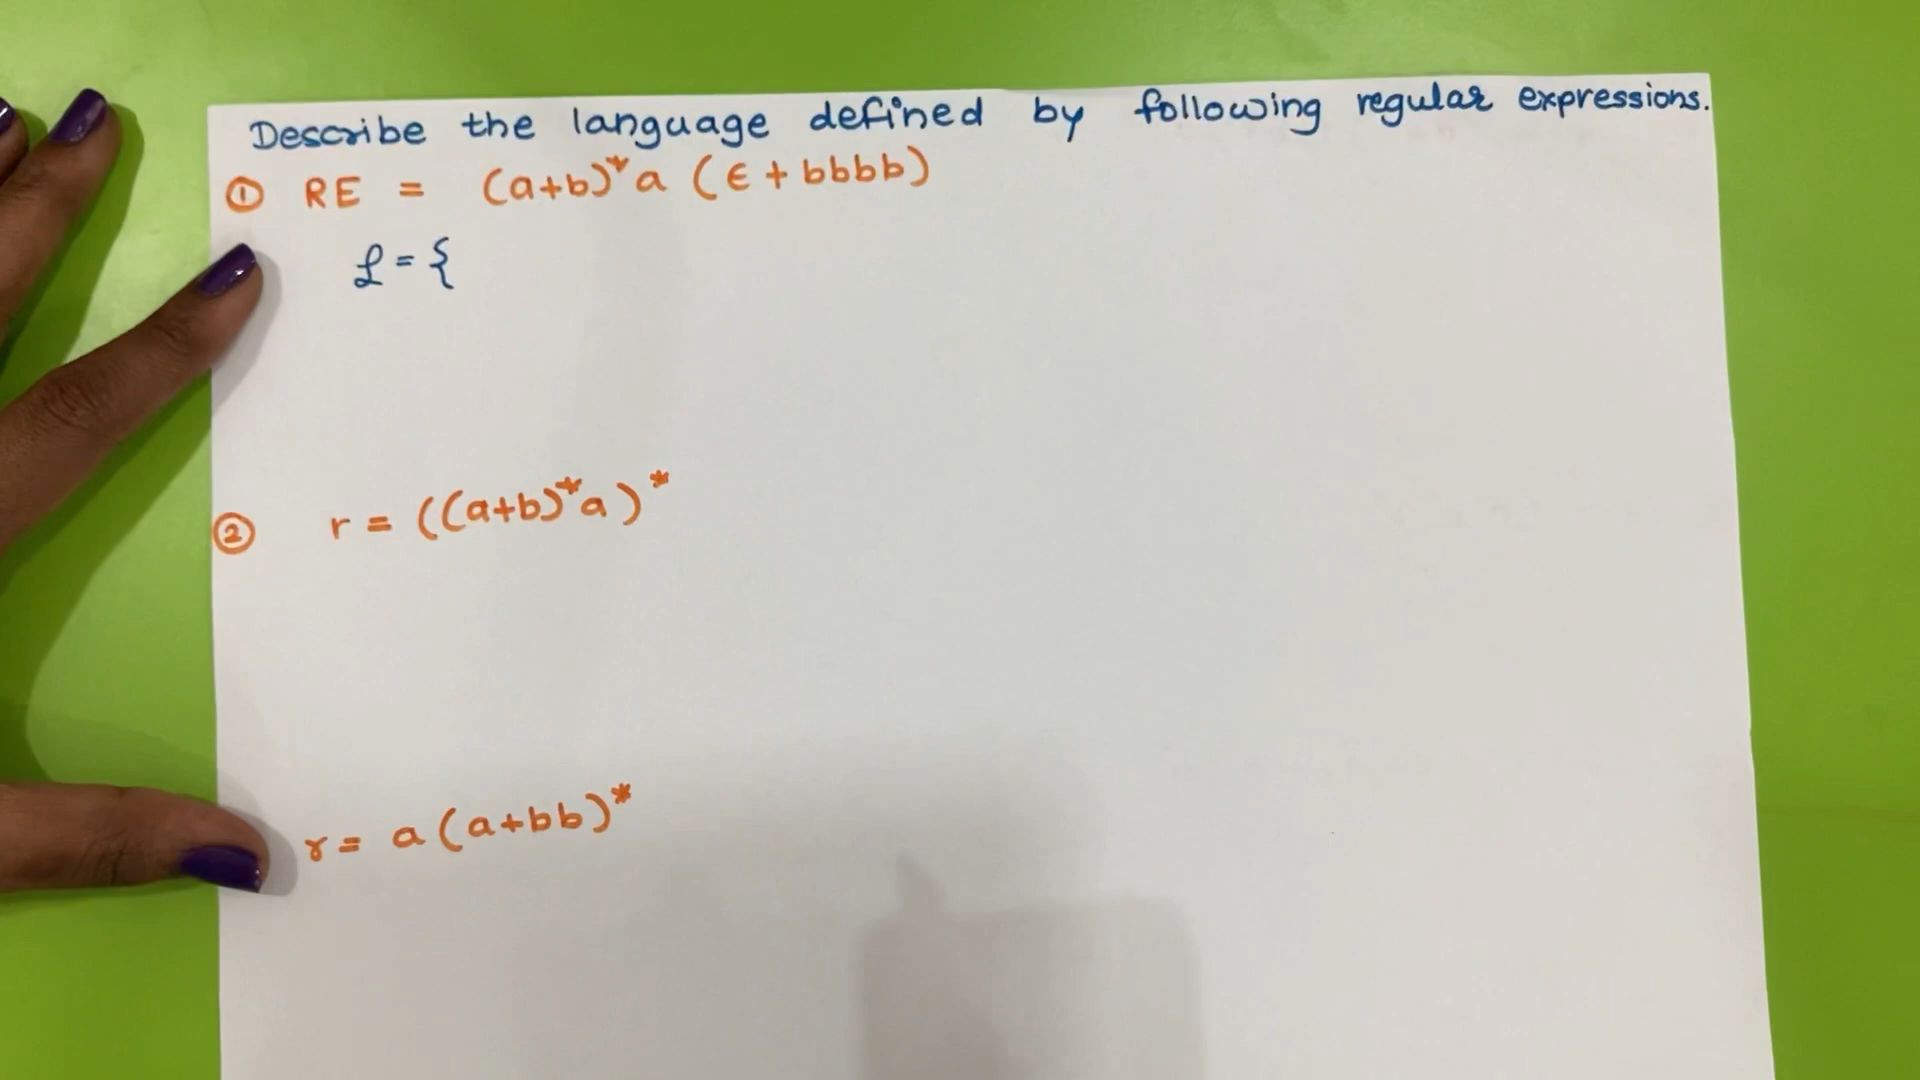 Describe the language defined by following regular expressions.
① RE = (a+b)*a (ϵ + bbbb)
ℒ = {
② r = ((a+b)*a)*
r = a(a+bb)*